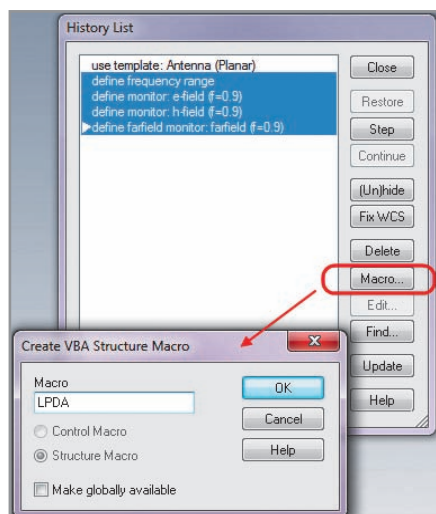 History List
use template: Antenna (Planar)
define frequency range
define monitor: e-field (f=0.9)
define monitor: h-field (f=0.9)
define farfield monitor: farfield (f=0.9)
Close
Restore
Step
Continue
(Un)hide
Fix WCS
Delete
Macro...
Edit...
Find...
Update
Help
Create VBA Structure Macro
Macro
LPDA
Control Macro
Structure Macro
Make globally available
OK
Cancel
Help